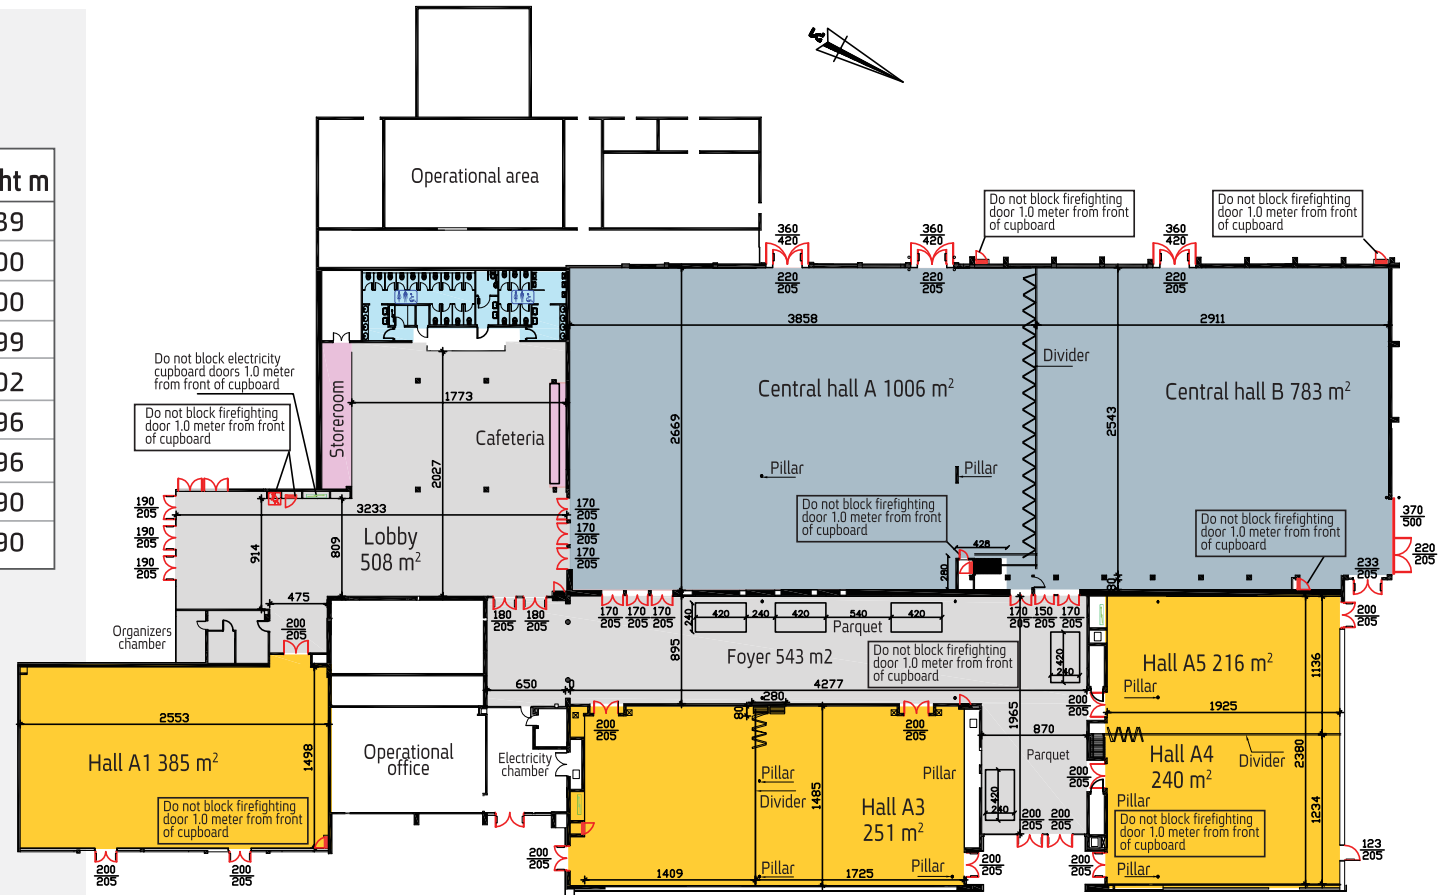 ht m
39
00
00
99
02
96
96
90
90
Operational area
Do not block firefighting
door 1.0 meter from front
of cupboard
Do not block firefighting
door 1.0 meter from front
of cupboard
360
420
360
420
360
420
220
205
220
205
220
205
3858
2911
Divider
Central hall A 1006 m²
Central hall B 783 m²
2669
2543
Pillar
Pillar
Do not block electricity
cupboard doors 1.0 meter
from front of cupboard
Do not block firefighting
door 1.0 meter from front
of cupboard
Storeroom
1773
Cafeteria
2027
3233
Lobby
508 m²
914
809
190
205
190
205
190
205
170
205
170
205
170
205
Do not block firefighting
door 1.0 meter from front
of cupboard
428
280
Do not block firefighting
door 1.0 meter from front
of cupboard
370
500
220
205
233
205
200
205
475
200
205
Organizers
chamber
180
205
180
205
170
205
170
205
170
205
240
420
240
420
540
420
Parquet
170
205
150
205
170
205
895
Foyer 543 m2
Do not block firefighting
door 1.0 meter from front
of cupboard
420
240
650
4277
280
80
1965
870
Parquet
420
240
200
205
200
205
200
205
200
205
Hall A5 216 m²
Pillar
1925
1136
2380
1234
Hall A4
240 m²
Divider
Pillar
Do not block firefighting
door 1.0 meter from front
of cupboard
Pillar
123
205
2553
Hall A1 385 m²
1498
Do not block firefighting
door 1.0 meter from front
of cupboard
200
205
200
205
Operational
office
Electricity
chamber
Pillar
Divider
1485
Pillar
Hall A3
251 m²
Pillar
Pillar
1409
1725
200
205
200
205
200
205
200
205
200
205